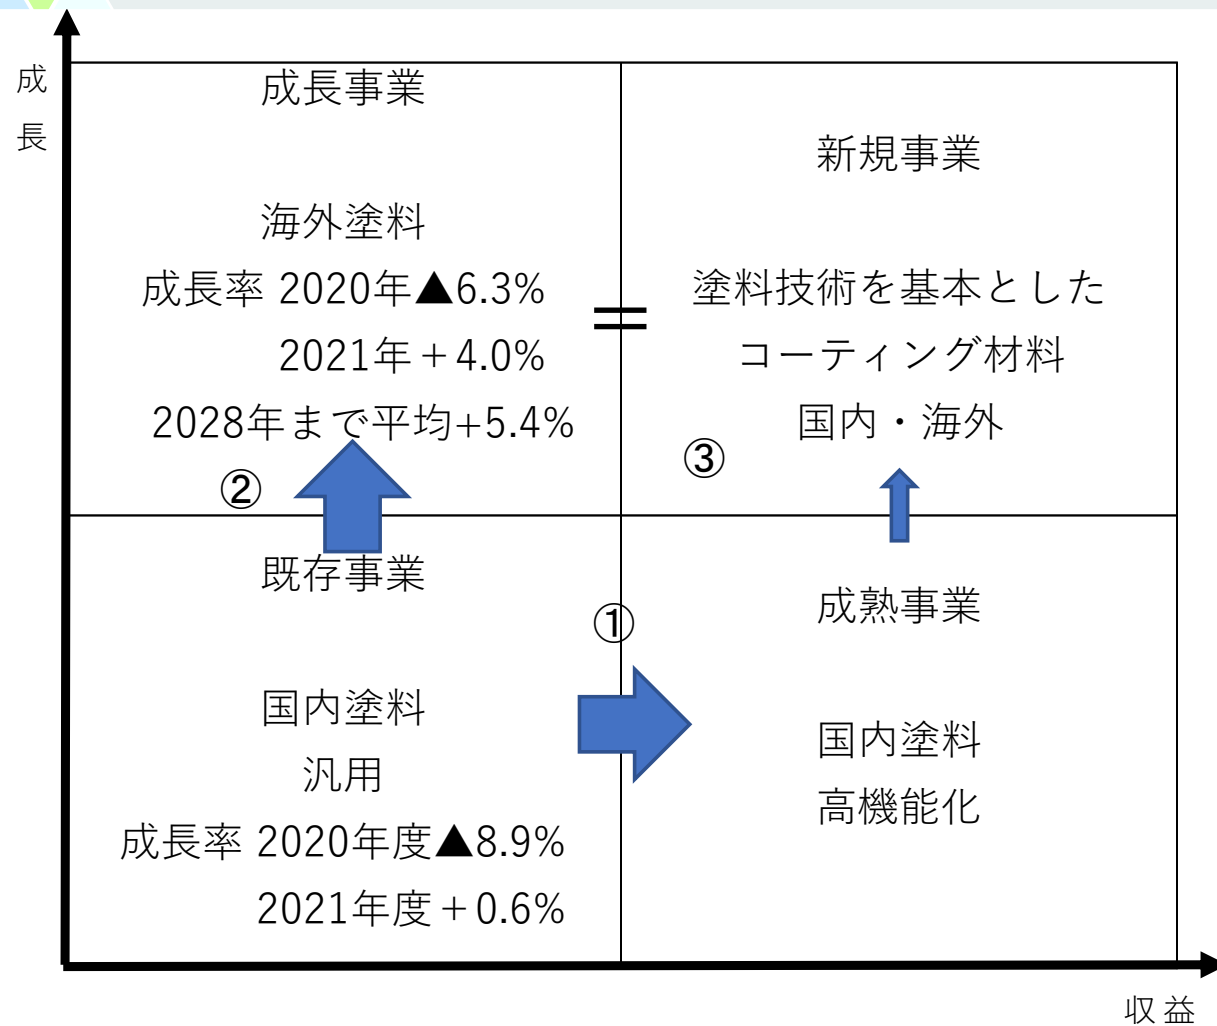 成
長
成長事業
海外塗料
成長率 2020年▲6.3%
2021年＋4.0%
2028年まで平均+5.4%
②
＝
新規事業
塗料技術を基本とした
コーティング材料
国内・海外
③
既存事業
国内塗料
汎用
成長率 2020年度▲8.9%
2021年度＋0.6%
①
成熟事業
国内塗料
高機能化
収益